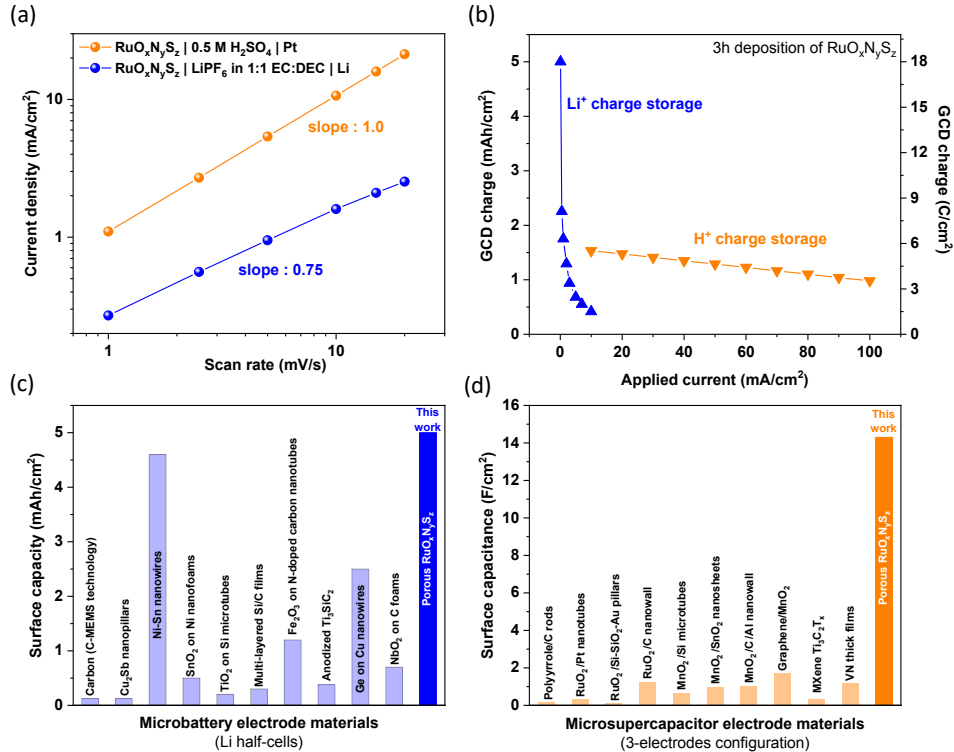 (a)
RuOxNySz | 0.5 M H2SO4 | Pt
RuOxNySz | LiPF6 in 1:1 EC:DEC | Li
slope : 1.0
slope : 0.75
10
1
Current density (mA/cm²)
1
10
Scan rate (mV/s)
(b)
3h deposition of RuOxNySz
Li⁺ charge storage
H⁺ charge storage
5
4
3
2
1
0
GCD charge (mAh/cm²)
18
15
12
9
6
3
0
GCD charge (C/cm²)
0
20
40
60
80
100
Applied current (mA/cm²)
(c)
This
work
5
4
3
2
1
0
Surface capacity (mAh/cm²)
Carbon (C-MEMS technology)
Cu2Sb nanopillars
Ni-Sn nanowires
SnO2 on Ni nanofoams
TiO2 on Si microtubes
Multi-layered Si/C films
Fe2O3 on N-doped carbon nanotubes
Anodized Ti3SiC2
Ge on Cu nanowires
NbO2 on C foams
Porous RuOxNySz
Microbattery electrode materials
(Li half-cells)
(d)
This
work
16
14
12
10
8
6
4
2
0
Surface capacitance (F/cm²)
Polypyrrole/C rods
RuO2/Pt nanotubes
RuO2/Si-SiO2-Au pillars
RuO2/C nanowall
MnO2/Si microtubes
MnO2/SnO2 nanosheets
MnO2/C/Al nanowall
Graphene/MnO2
MXene Ti3C2Tx
VN thick films
Porous RuOxNySz
Microsupercapacitor electrode materials
(3-electrodes configuration)